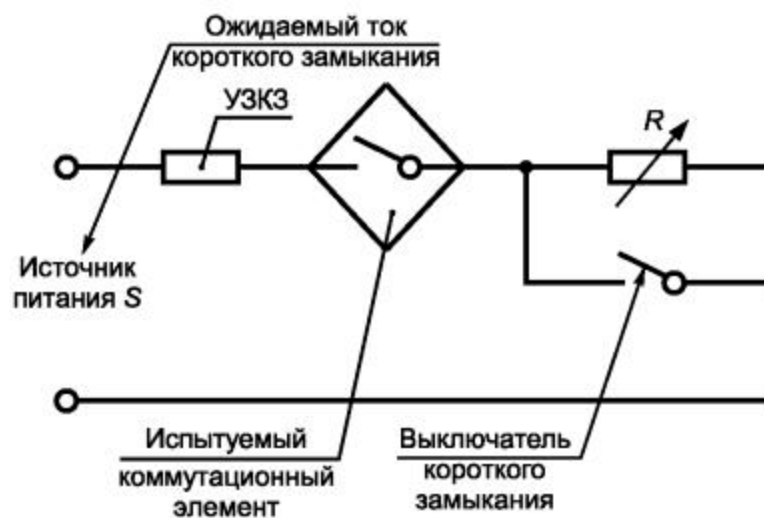 Ожидаемый ток
короткого замыкания
УЗКЗ
R
Источник
питания S
Испытуемый
коммутационный
элемент
Выключатель
короткого
замыкания